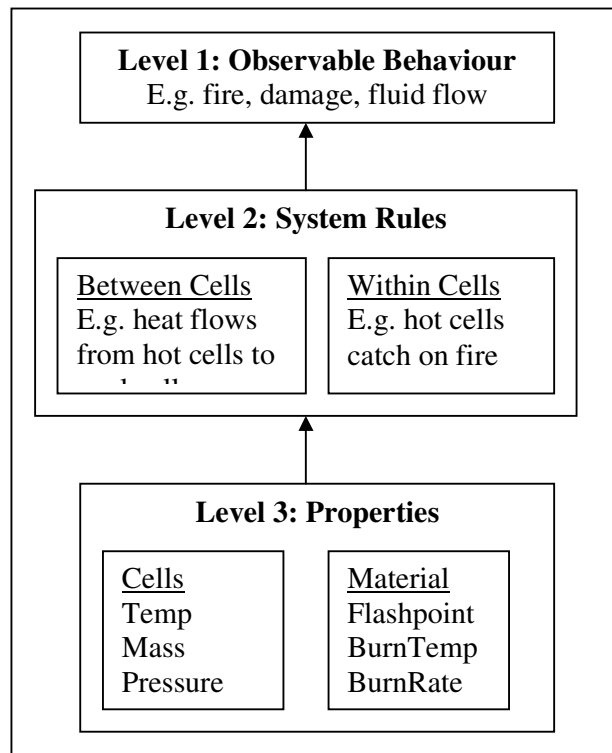 Level 1: Observable Behaviour
E.g. fire, damage, fluid flow
Level 2: System Rules
Between Cells
E.g. heat flows
from hot cells to
Within Cells
E.g. hot cells
catch on fire
Level 3: Properties
Cells
Temp
Mass
Pressure
Material
Flashpoint
BurnTemp
BurnRate